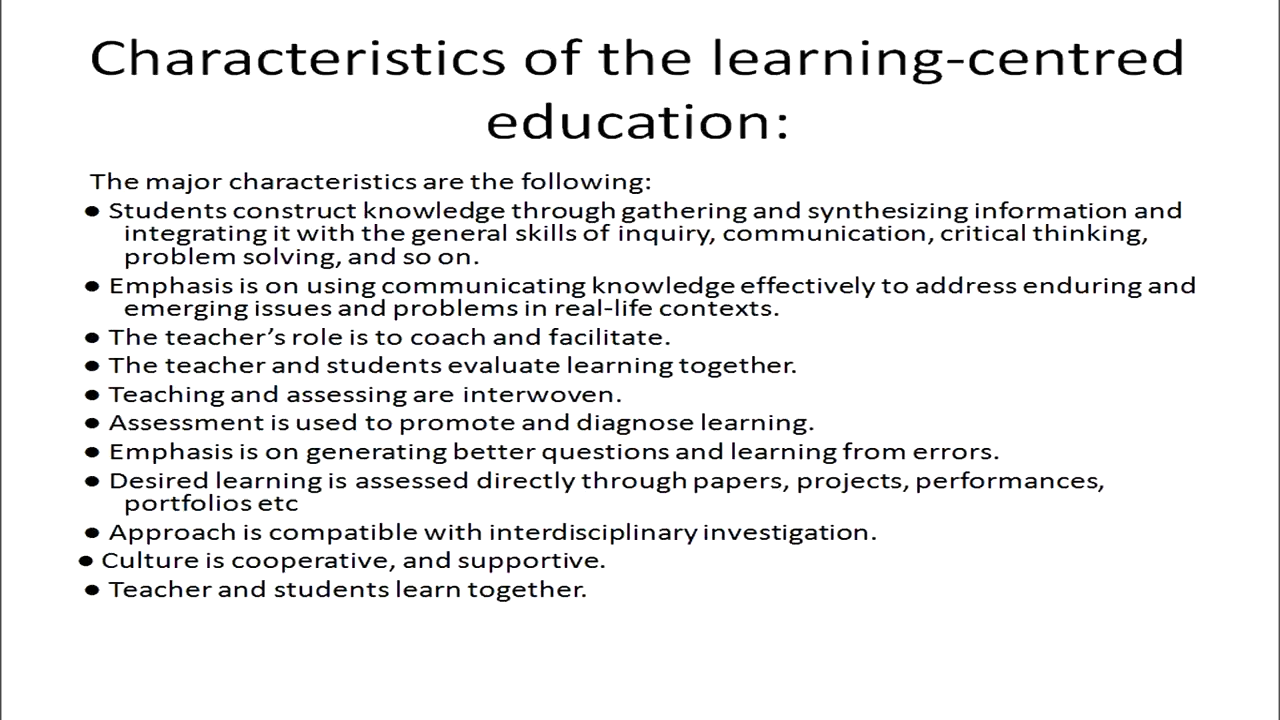 Characteristics of the learning-centred
education:
The major characteristics are the following:
● Students construct knowledge through gathering and synthesizing information and
integrating it with the general skills of inquiry, communication, critical thinking,
problem solving, and so on.
● Emphasis is on using communicating knowledge effectively to address enduring and
emerging issues and problems in real-life contexts.
● The teacher’s role is to coach and facilitate.
● The teacher and students evaluate learning together.
● Teaching and assessing are interwoven.
● Assessment is used to promote and diagnose learning.
● Emphasis is on generating better questions and learning from errors.
● Desired learning is assessed directly through papers, projects, performances,
portfolios etc
● Approach is compatible with interdisciplinary investigation.
● Culture is cooperative, and supportive.
● Teacher and students learn together.